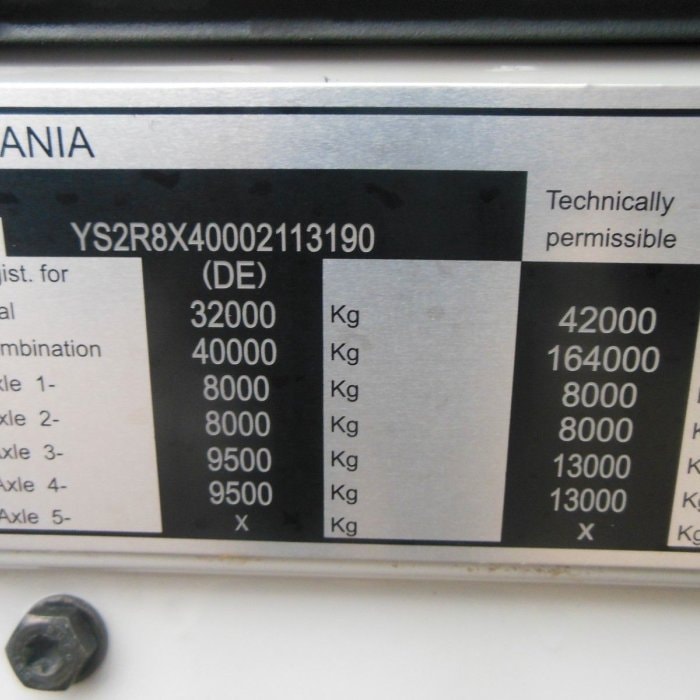 ANIA
YS2R8X40002113190
Technically
permissible
ist. for (DE)
al 32000 Kg 42000
mbination 40000 Kg 164000
xle 1- 8000 Kg 8000
xle 2- 8000 Kg 8000 K
Axle 3- 9500 Kg 13000 K
Axle 4- 9500 Kg 13000 Kg
Axle 5- x Kg x Kg